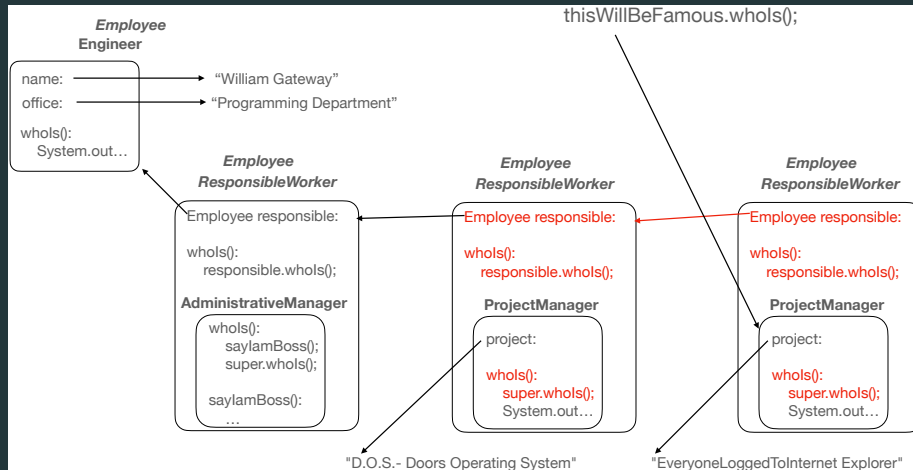 thisWillBeFamous.whoIs();
Employee
Engineer
name:
"William Gateway"
office:
"Programming Department"
whoIs():
System.out...
Employee
ResponsibleWorker
Employee responsible:
whoIs():
responsible.whoIs();
AdministrativeManager
whoIs():
sayIamBoss();
super.whoIs();
sayIamBoss():
...
Employee
ResponsibleWorker
Employee responsible:
whoIs():
responsible.whoIs();
ProjectManager
project:
whoIs():
super.whoIs();
System.out...
Employee
ResponsibleWorker
Employee responsible:
whoIs():
responsible.whoIs();
ProjectManager
project:
whoIs():
super.whoIs();
System.out...
"D.O.S.- Doors Operating System"
"EveryoneLoggedToInternet Explorer"